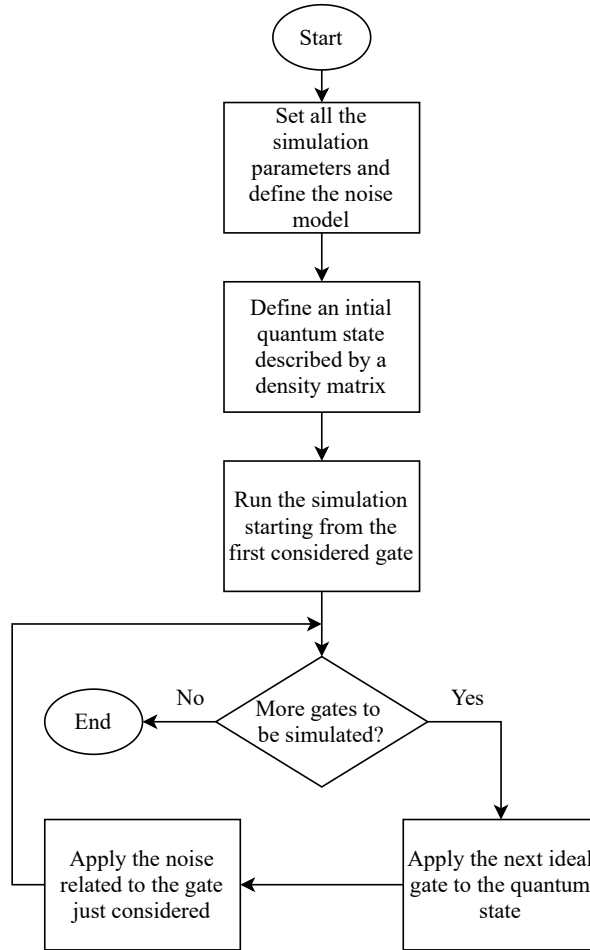 Start
Set all the
simulation
parameters and
define the noise
model
Define an intial
quantum state
described by a
density matrix
Run the simulation
starting from the
first considered gate
More gates to
be simulated?
No
End
Yes
Apply the next ideal
gate to the quantum
state
Apply the noise
related to the gate
just considered